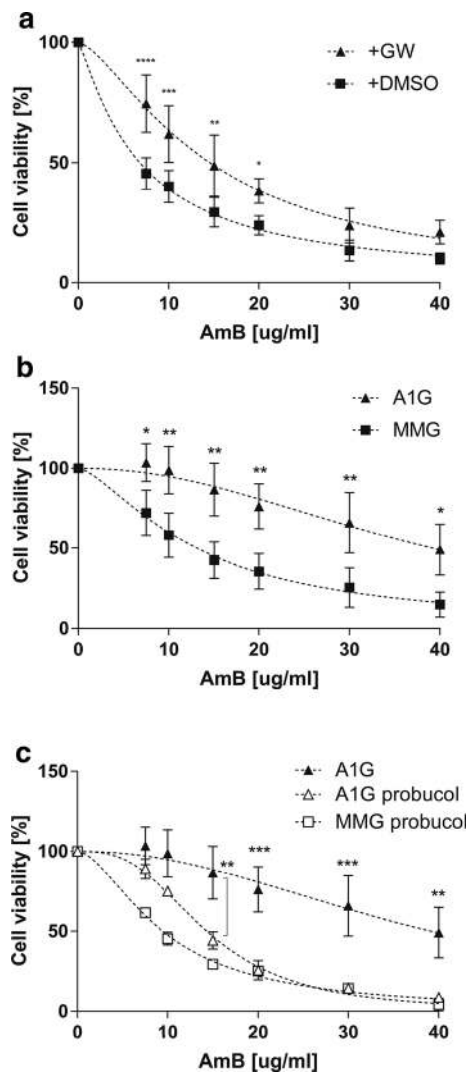 a
100
50
0
Cell viability [%]
****
***
**
*
+GW
+DMSO
0 10 20 30 40
AmB [ug/ml]
b
150
100
50
0
Cell viability [%]
*
**
**
**
**
*
A1G
MMG
0 10 20 30 40
AmB [ug/ml]
c
150
100
50
0
Cell viability [%]
A1G
A1G probucol
MMG probucol
**
***
***
**
0 10 20 30 40
AmB [ug/ml]